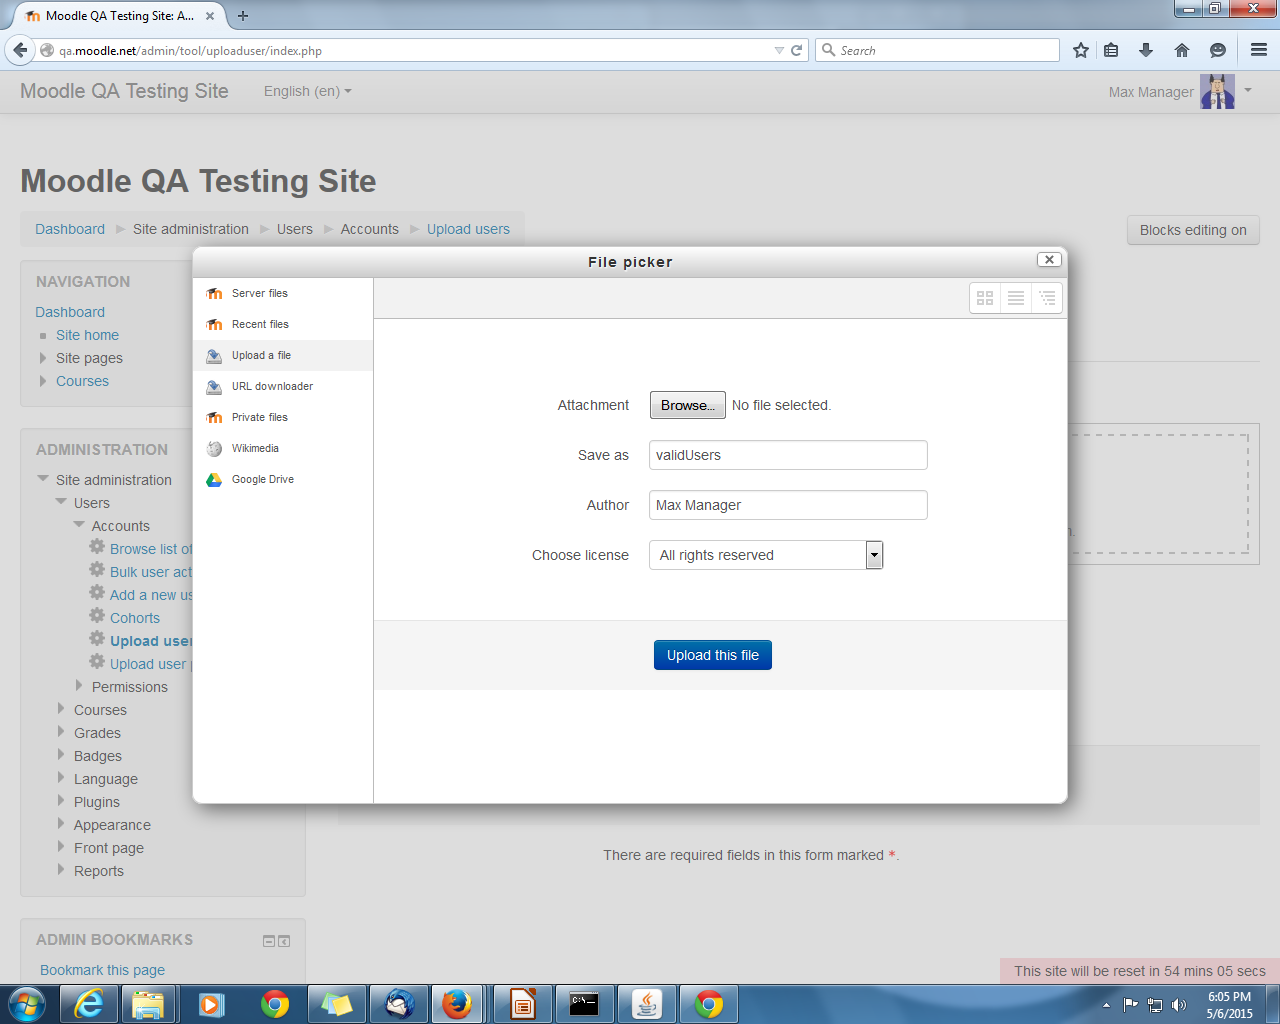 Moodle QA Testing Site: A...
qa.moodle.net/admin/tool/uploaduser/index.php
Search
Moodle QA Testing Site
English (en)
Max Manager
Moodle QA Testing Site
Dashboard
Site administration
Users
Accounts
Upload users
Blocks editing on
NAVIGATION
Dashboard
Site home
Site pages
Courses
ADMINISTRATION
Site administration
Users
Accounts
Browse list of
Bulk user act
Add a new us
Cohorts
Upload user
Upload user
Permissions
Courses
Grades
Badges
Language
Plugins
Appearance
Front page
Reports
ADMIN BOOKMARKS
Bookmark this page
File picker
Server files
Recent files
Upload a file
URL downloader
Private files
Wikimedia
Google Drive
Attachment
Browse...
No file selected.
Save as
validUsers
Author
Max Manager
Choose license
All rights reserved
Upload this file
There are required fields in this form marked *.
This site will be reset in 54 mins 05 secs
C:\.
6:05 PM
5/6/2015